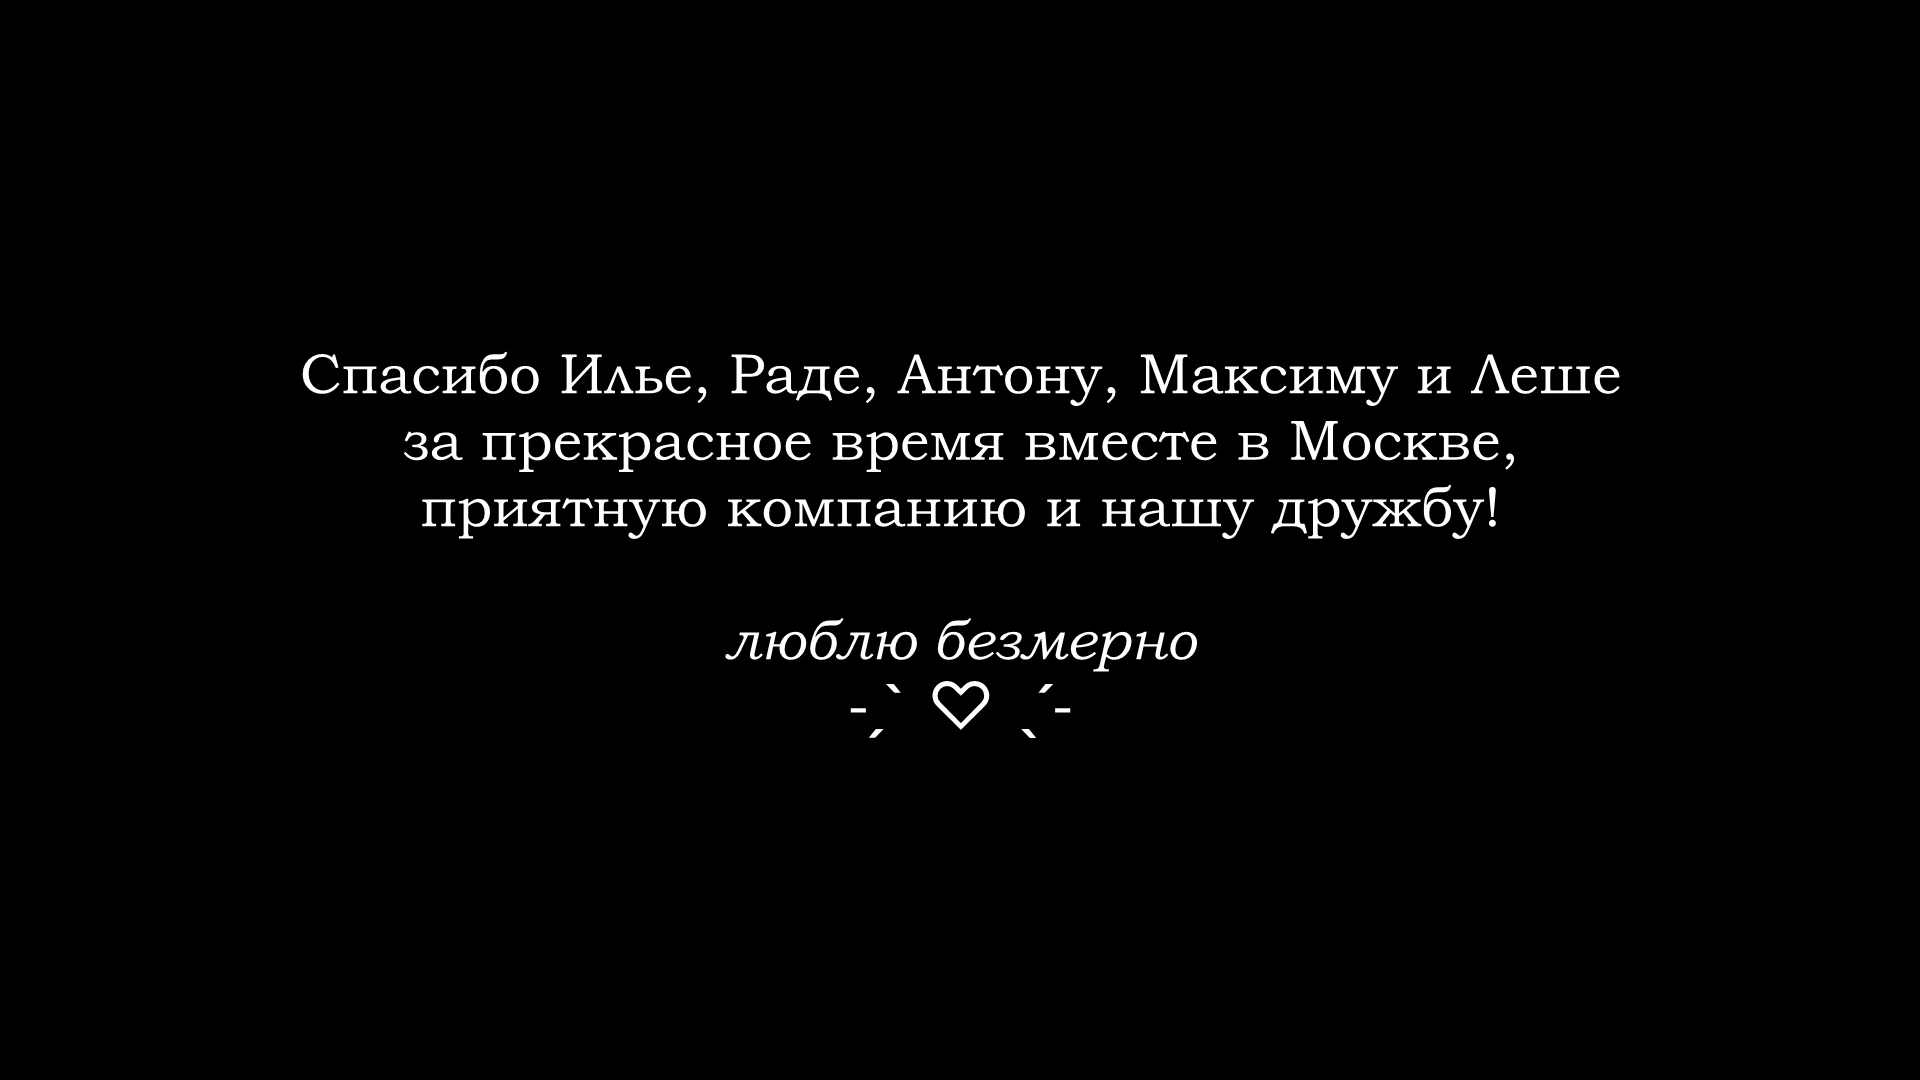 Спасибо Илье, Раде, Антону, Максиму и Леше
за прекрасное время вместе в Москве,
приятную компанию и нашу дружбу!
люблю безмерно
-ˏˋ ♡ ˎˊ-